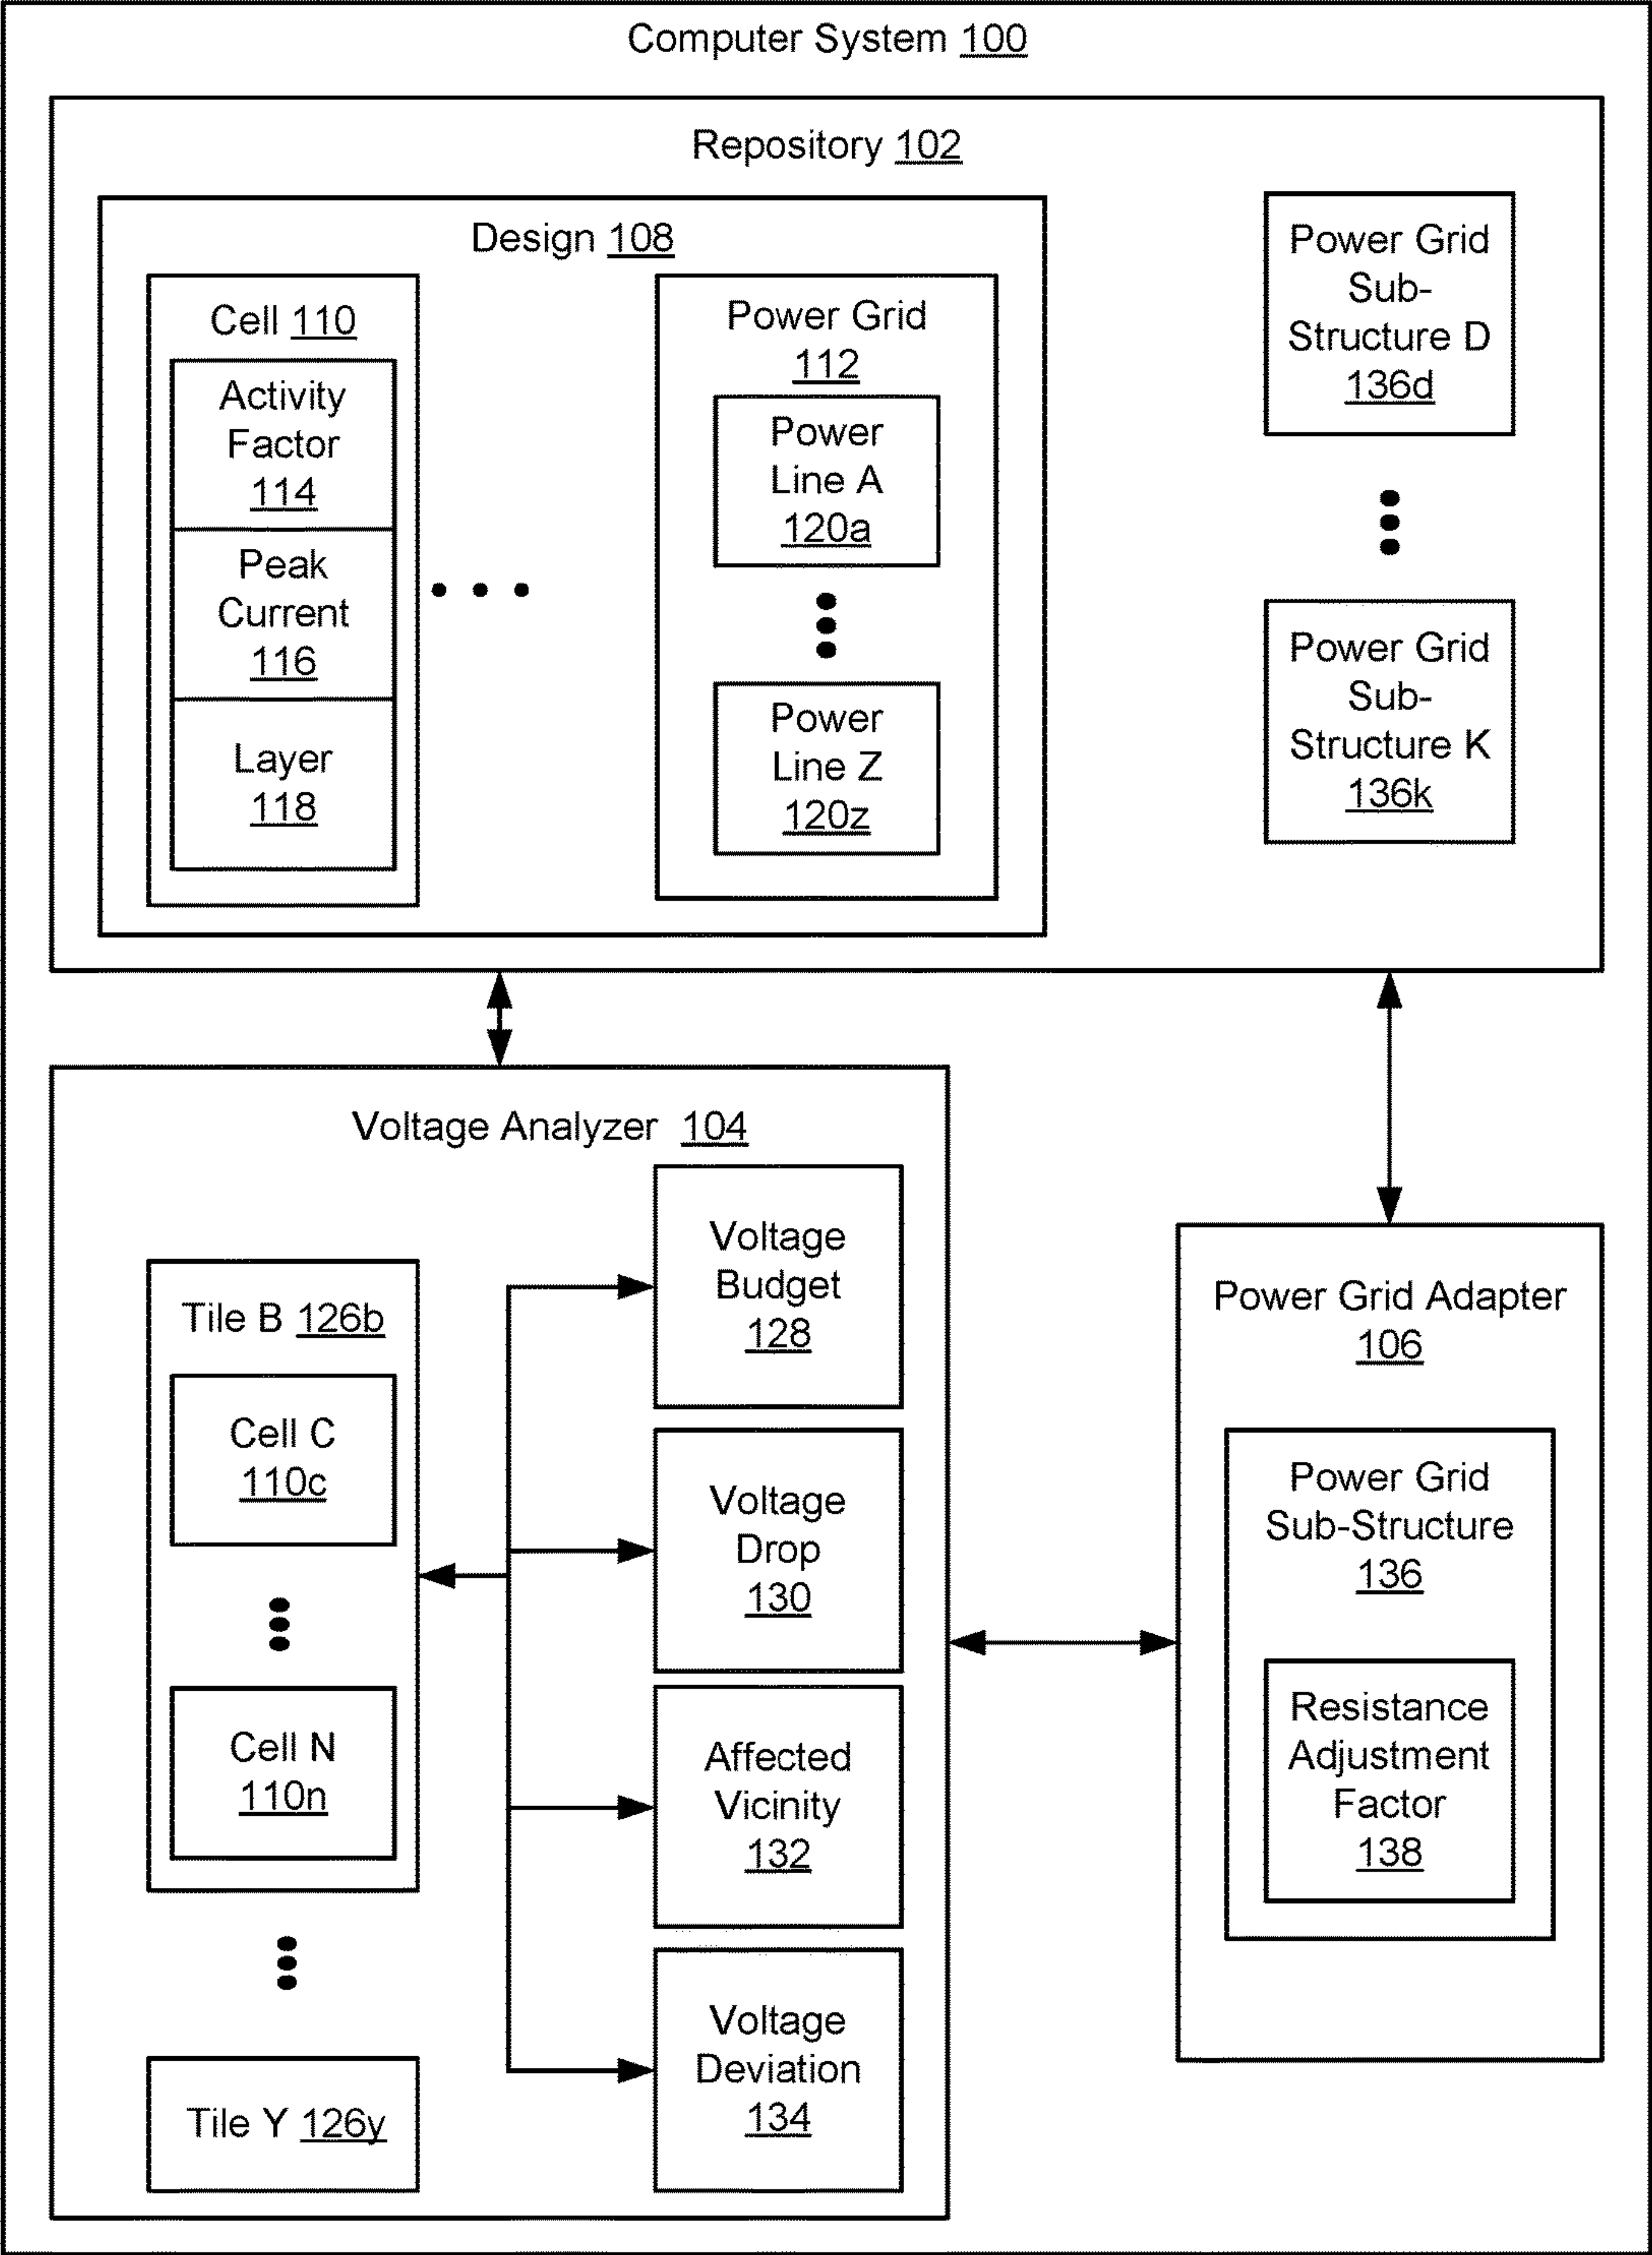 Computer System 100
Repository 102
Design 108
Cell 110
Activity
Factor
114
Peak
Current
116
Layer
118
Power Grid
112
Power
Line A
120a
Power
Line Z
120z
Power Grid
Sub-
Structure D
136d
Power Grid
Sub-
Structure K
136k
Voltage Analyzer 104
Tile B 126b
Cell C
110c
Cell N
110n
Tile Y 126y
Voltage
Budget
128
Voltage
Drop
130
Affected
Vicinity
132
Voltage
Deviation
134
Power Grid Adapter
106
Power Grid
Sub-Structure
136
Resistance
Adjustment
Factor
138